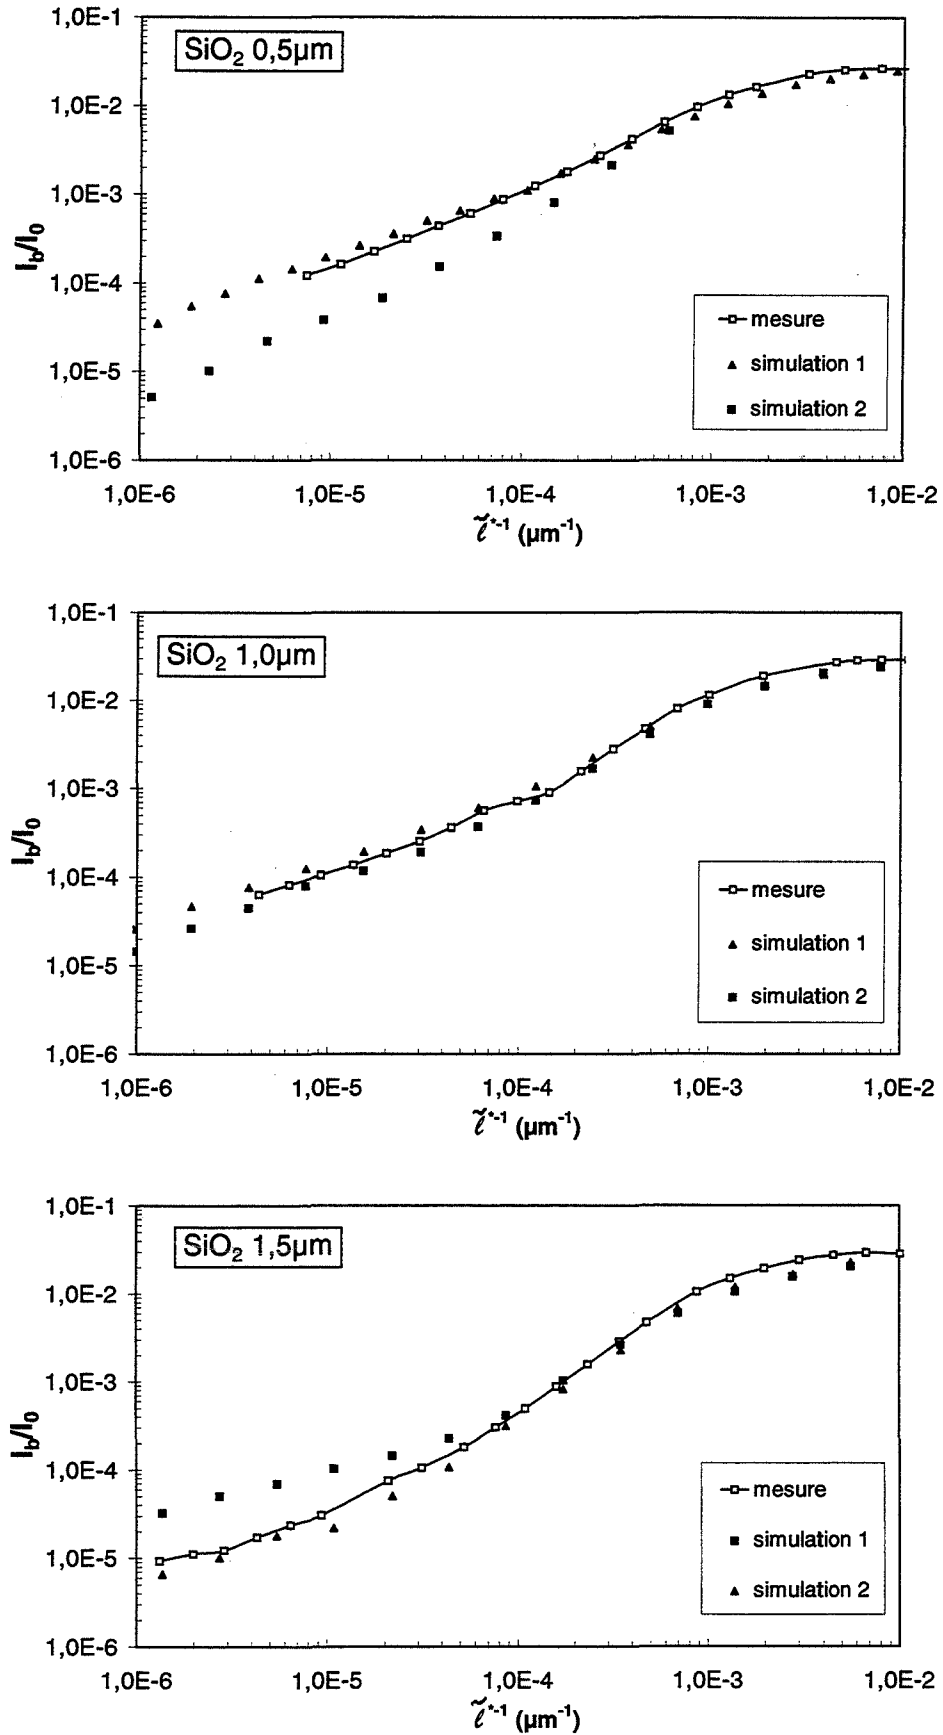 SiO₂ 0,5µm
1,0E-1
1,0E-2
1,0E-3
1,0E-4
1,0E-5
1,0E-6
I_b/I_0
mesure
simulation 1
simulation 2
1,0E-6 1,0E-5 1,0E-4 1,0E-3 1,0E-2
ℓ̃*⁻¹ (µm⁻¹)
SiO₂ 1,0µm
1,0E-1
1,0E-2
1,0E-3
1,0E-4
1,0E-5
1,0E-6
I_b/I_0
mesure
simulation 1
simulation 2
1,0E-6 1,0E-5 1,0E-4 1,0E-3 1,0E-2
ℓ̃*⁻¹ (µm⁻¹)
SiO₂ 1,5µm
1,0E-1
1,0E-2
1,0E-3
1,0E-4
1,0E-5
1,0E-6
I_b/I_0
mesure
simulation 1
simulation 2
1,0E-6 1,0E-5 1,0E-4 1,0E-3 1,0E-2
ℓ̃*⁻¹ (µm⁻¹)